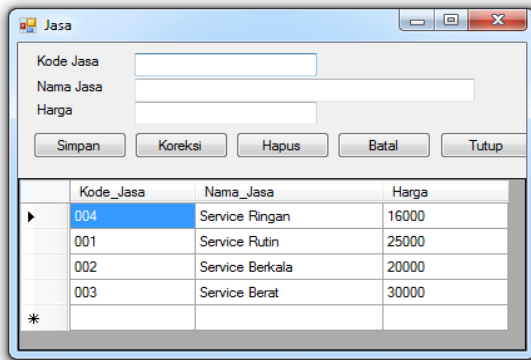 Jasa
Kode Jasa
Nama Jasa
Harga
Simpan Koreksi Hapus Batal Tutup
Kode_Jasa Nama_Jasa Harga
004 Service Ringan 16000
001 Service Rutin 25000
002 Service Berkala 20000
003 Service Berat 30000